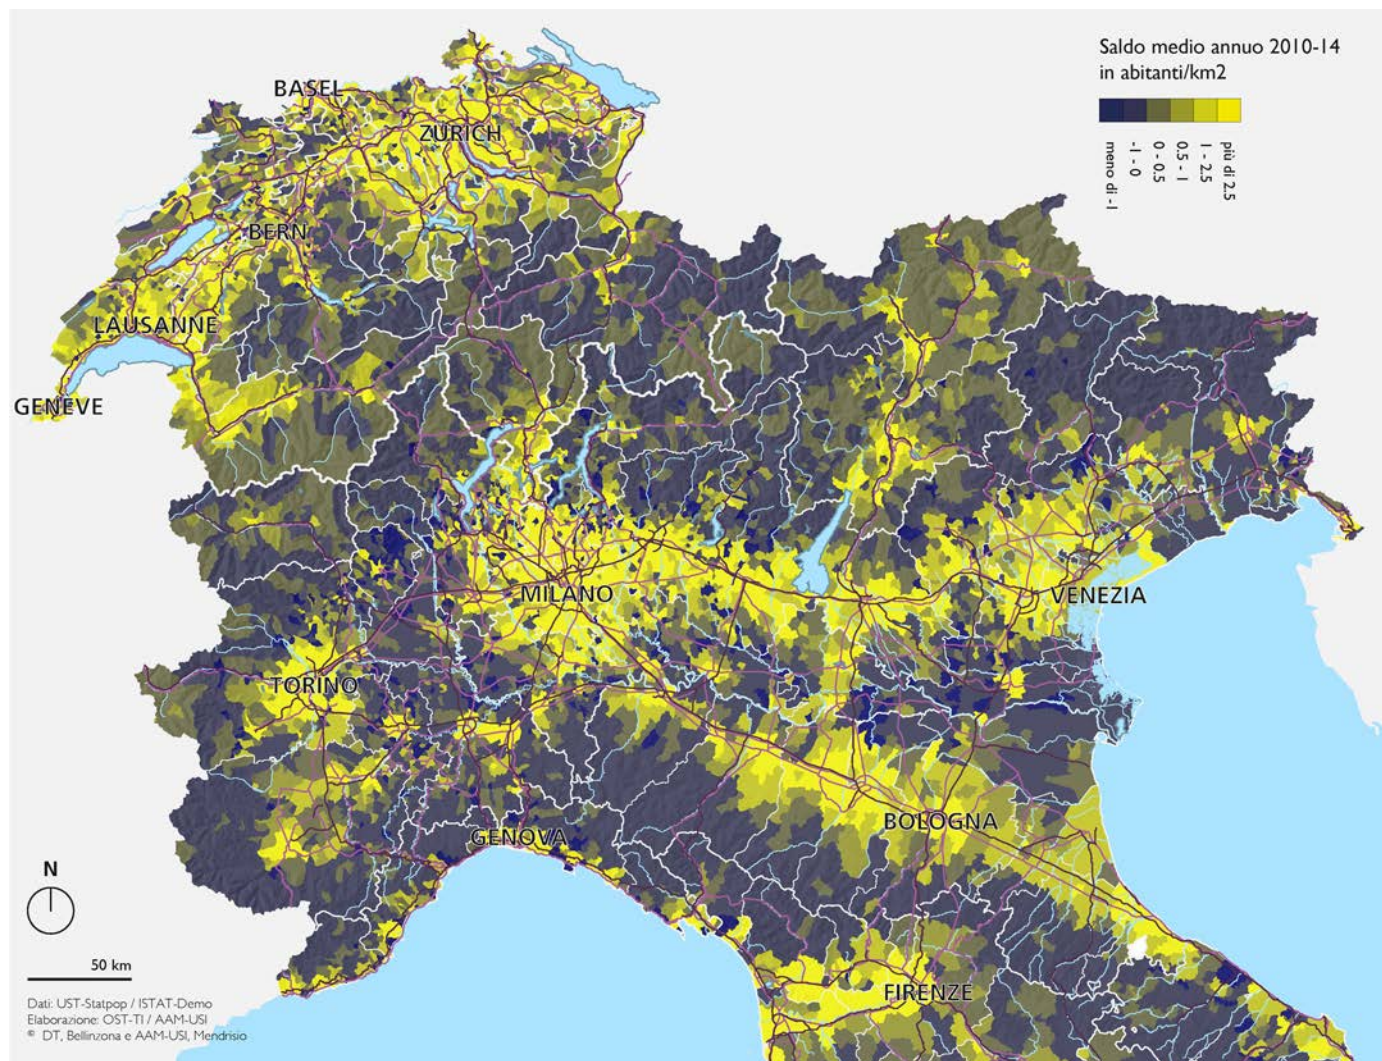 Saldo medio annuo 2010-14
in abitanti/km2
meno di - 1
-1 - 0
0 - 0.5
0.5 - 1
1 - 2.5
più di 2.5
BASEL
ZÜRICH
BERN
LAUSANNE
GENEVE
MILANO
VENEZIA
TORINO
BOLOGNA
GENOVA
FIRENZE
N
50 km
Dati: UST-Statpop / ISTAT-Demo
Elaborazione: OST-TI / AAM-USI
© DT, Bellinzona e AAM-USI, Mendrisio